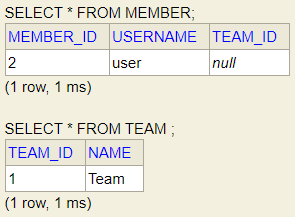 SELECT * FROM MEMBER;
MEMBER_ID USERNAME TEAM_ID
2 user null
(1 row, 1 ms)
SELECT * FROM TEAM ;
TEAM_ID NAME
1 Team
(1 row, 1 ms)